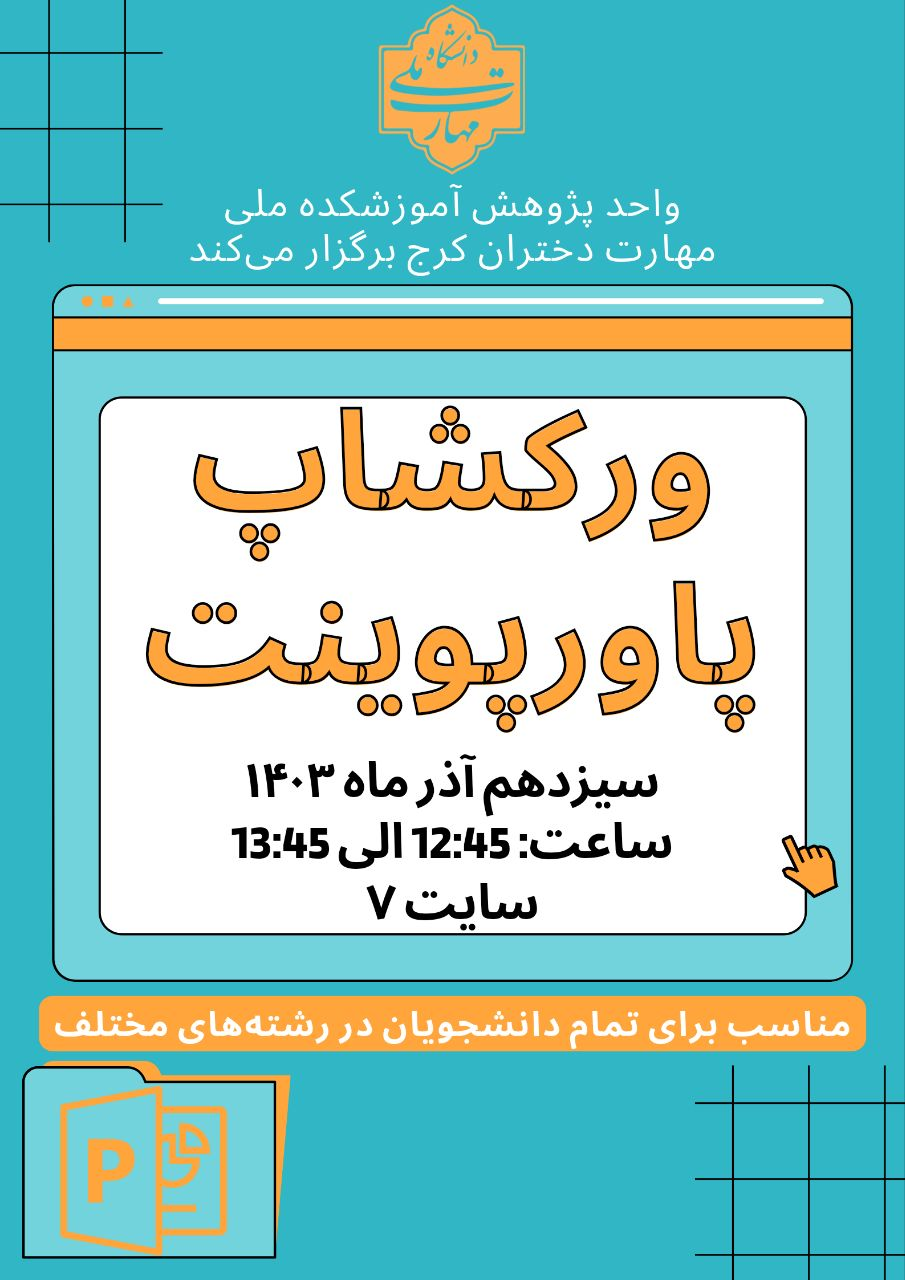 دانشگاه
ملی
مهارت
واحد پژوهش آموزشکده ملی
مهارت دختران کرج برگزار می‌کند
ورکشاپ
پاورپوینت
سیزدهم آذر ماه ۱۴۰۳
ساعت: 12:45 الی 13:45
سایت ۷
مناسب برای تمام دانشجویان در رشته‌های مختلف
P